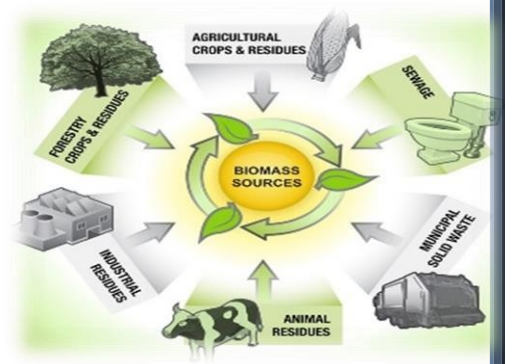 AGRICULTURAL
CROPS & RESIDUES
SEWAGE
FORESTRY
CROPS & RESIDUES
BIOMASS
SOURCES
MUNICIPAL
SOLID WASTE
INDUSTRIAL
RESIDUES
ANIMAL
RESIDUES